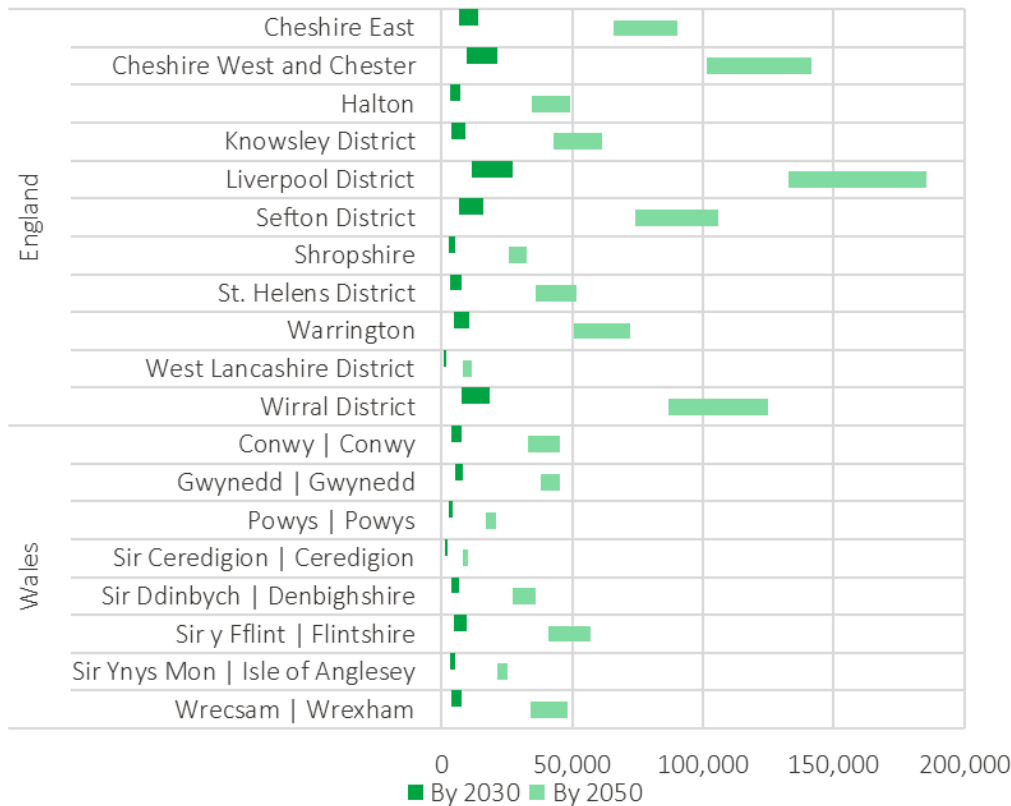 England
Cheshire East
Cheshire West and Chester
Halton
Knowsley District
Liverpool District
Sefton District
Shropshire
St. Helens District
Warrington
West Lancashire District
Wirral District
Wales
Conwy | Conwy
Gwynedd | Gwynedd
Powys | Powys
Sir Ceredigion | Ceredigion
Sir Ddinbych | Denbighshire
Sir y Fflint | Flintshire
Sir Ynys Mon | Isle of Anglesey
Wrecsam | Wrexham
0 50,000 100,000 150,000 200,000
By 2030 By 2050